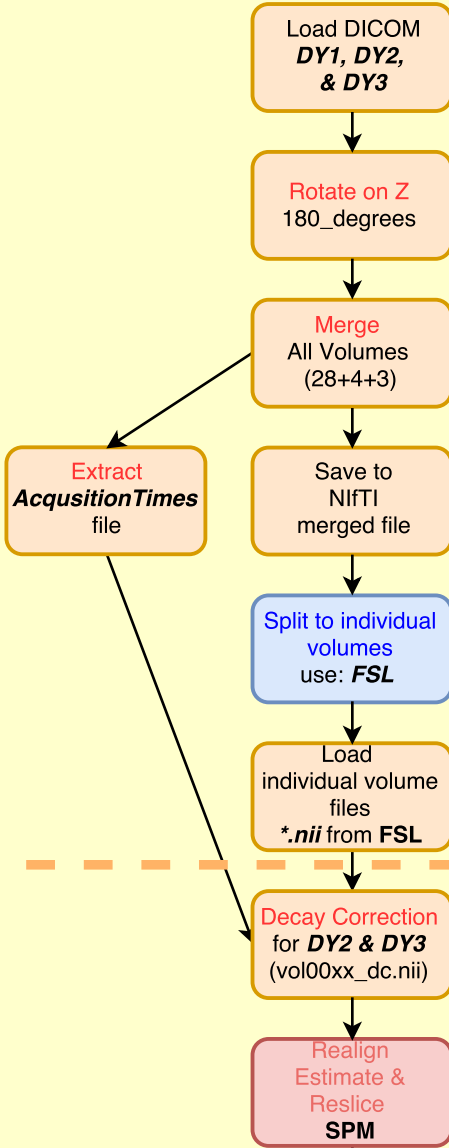 Load DICOM
DY1, DY2,
& DY3
Rotate on Z
180_degrees
Merge
All Volumes
(28+4+3)
Extract
AcqusitionTimes
file
Save to
NIfTI
merged file
Split to individual
volumes
use: FSL
Load
individual volume
files
*.nii from FSL
Decay Correction
for DY2 & DY3
(vol00xx_dc.nii)
Realign
Estimate &
Reslice
SPM